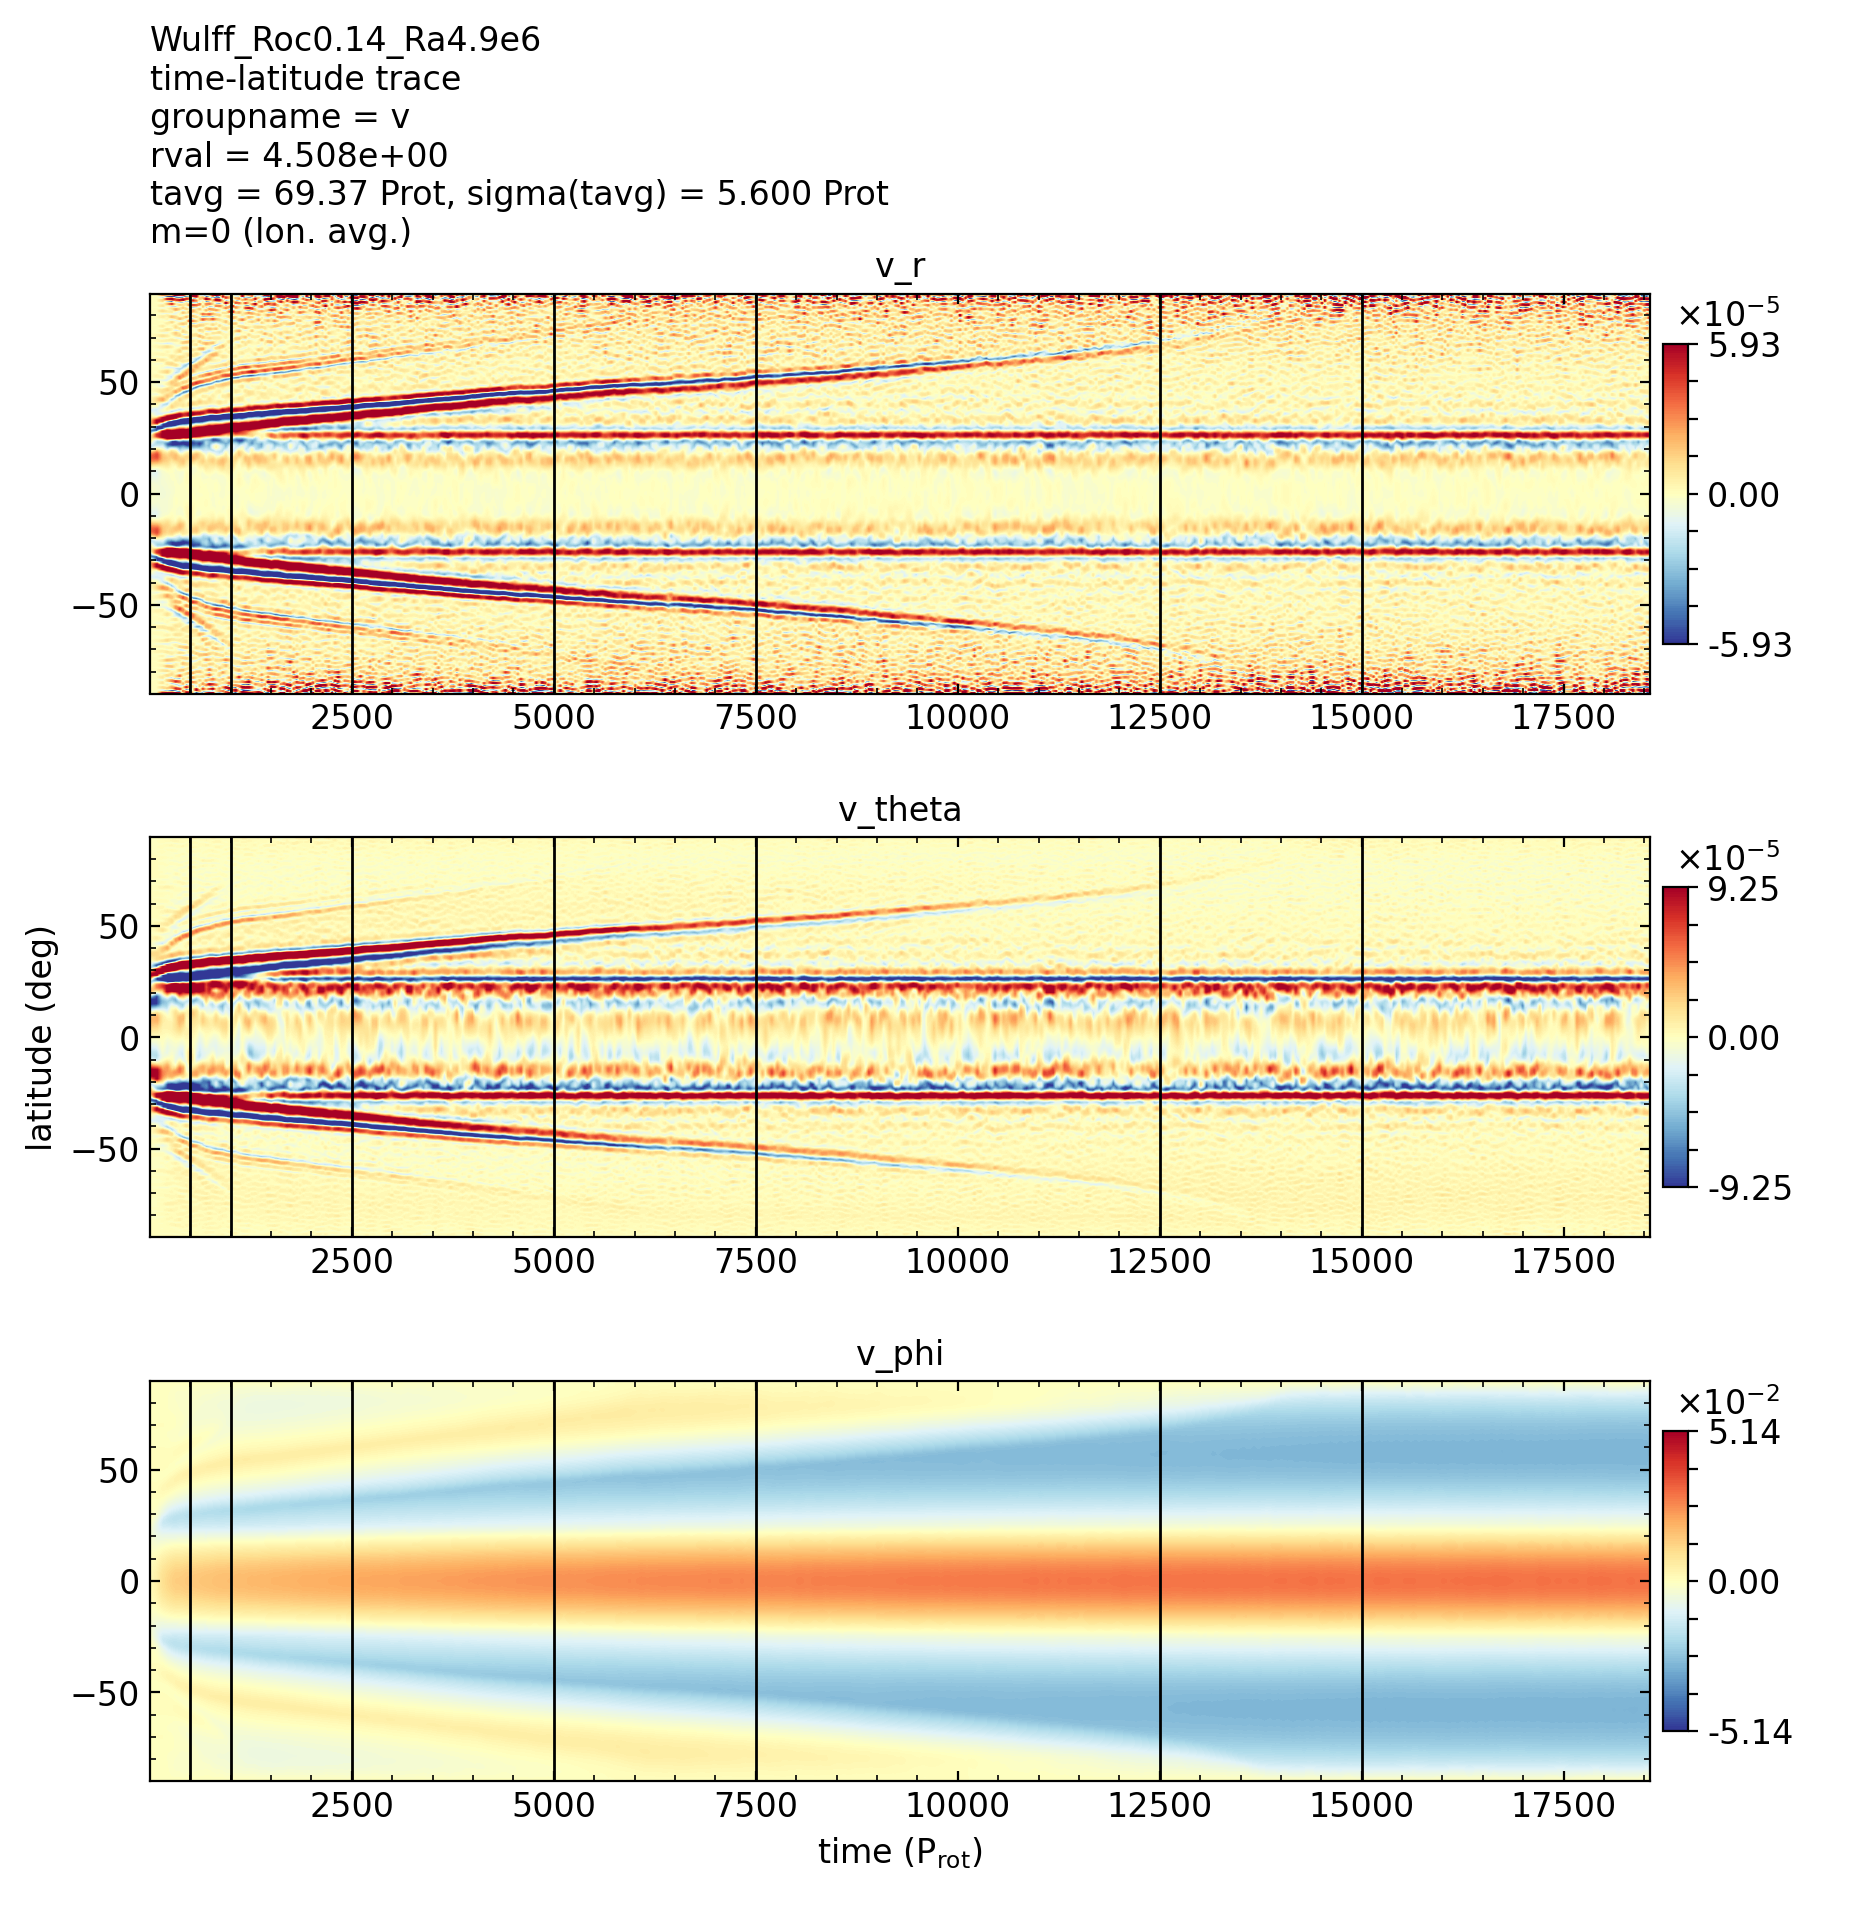 Wulff_Roc0.14_Ra4.9e6
time-latitude trace
groupname = v
rval = 4.508e+00
tavg = 69.37 Prot, sigma(tavg) = 5.600 Prot
m=0 (lon. avg.)
v_r
×10⁻⁵
5.93
0.00
-5.93
50
0
−50
2500 5000 7500 10000 12500 15000 17500
v_theta
×10⁻⁵
9.25
0.00
-9.25
latitude (deg)
50
0
−50
2500 5000 7500 10000 12500 15000 17500
v_phi
×10⁻²
5.14
0.00
-5.14
50
0
−50
2500 5000 7500 10000 12500 15000 17500
time (P_rot)